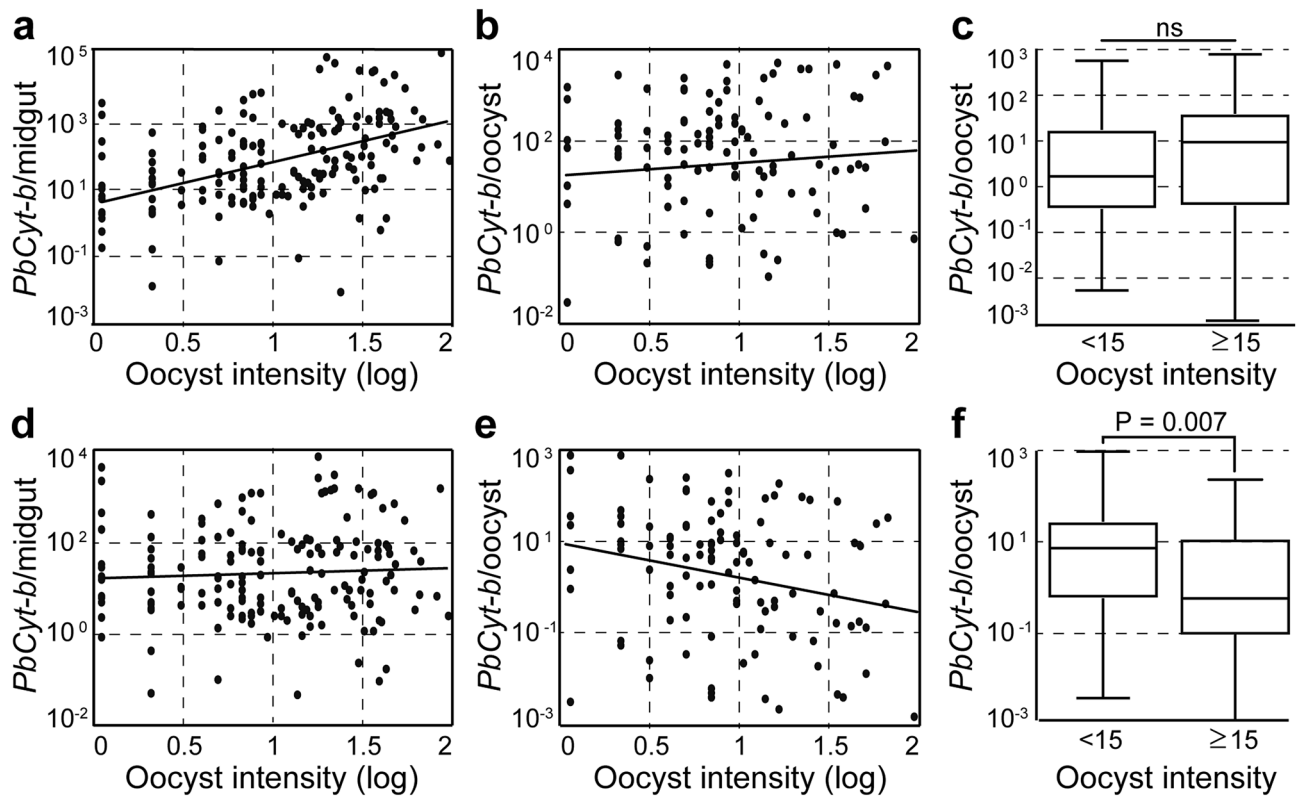 a
PbCyt-b/midgut
10^5
10^3
10^1
10^-1
10^-3
0 0.5 1 1.5 2
Oocyst intensity (log)
b
PbCyt-b/oocyst
10^4
10^2
10^0
10^-2
0 0.5 1 1.5 2
Oocyst intensity (log)
c
ns
PbCyt-b/oocyst
10^3
10^2
10^1
10^0
10^-1
10^-2
10^-3
<15 ≥15
Oocyst intensity
d
PbCyt-b/midgut
10^4
10^2
10^0
10^-2
0 0.5 1 1.5 2
Oocyst intensity (log)
e
PbCyt-b/oocyst
10^3
10^1
10^-1
10^-3
0 0.5 1 1.5 2
Oocyst intensity (log)
f
P = 0.007
PbCyt-b/oocyst
10^3
10^1
10^-1
10^-3
<15 ≥15
Oocyst intensity